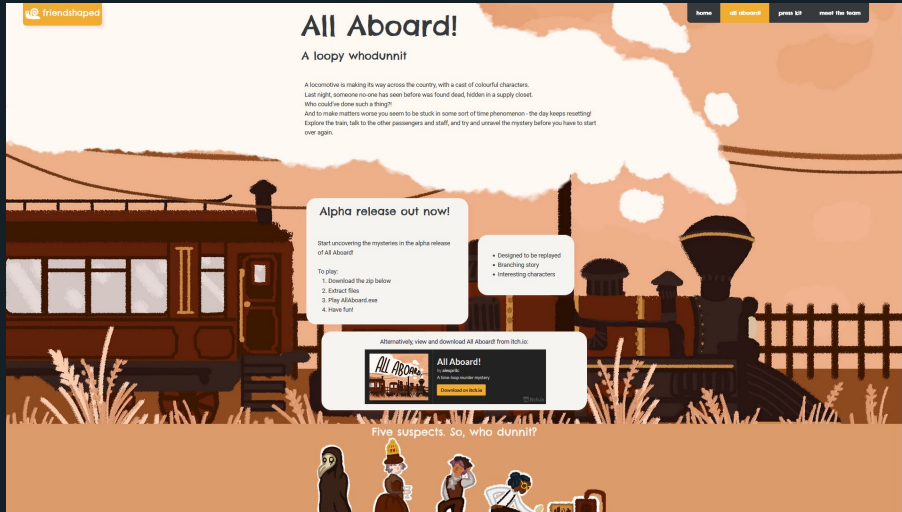 friendshaped
home
all aboard!
press kit
meet the team
All Aboard!
A loopy whodunnit
A locomotive is making its way across the country, with a cast of colourful characters.
Last night, someone no-one has seen before was found dead, hidden in a supply closet.
Who could've done such a thing?!
And to make matters worse you seem to be stuck in some sort of time phenomenon - the day keeps resetting!
Explore the train, talk to the other passengers and staff, and try and unravel the mystery before you have to start
over again.
Alpha release out now!
Start uncovering the mysteries in the alpha release
of All Aboard!
To play:
1. Download the zip below
2. Extract files
3. Play AllAboard.exe
4. Have fun!
• Designed to be replayed
• Branching story
• Interesting characters
Alternatively, view and download All Aboard! from itch.io:
ALL ABOARD!
All Aboard!
by
A time-loop murder mystery
Download on itch.io
itch.io
Five suspects. So, who dunnit?